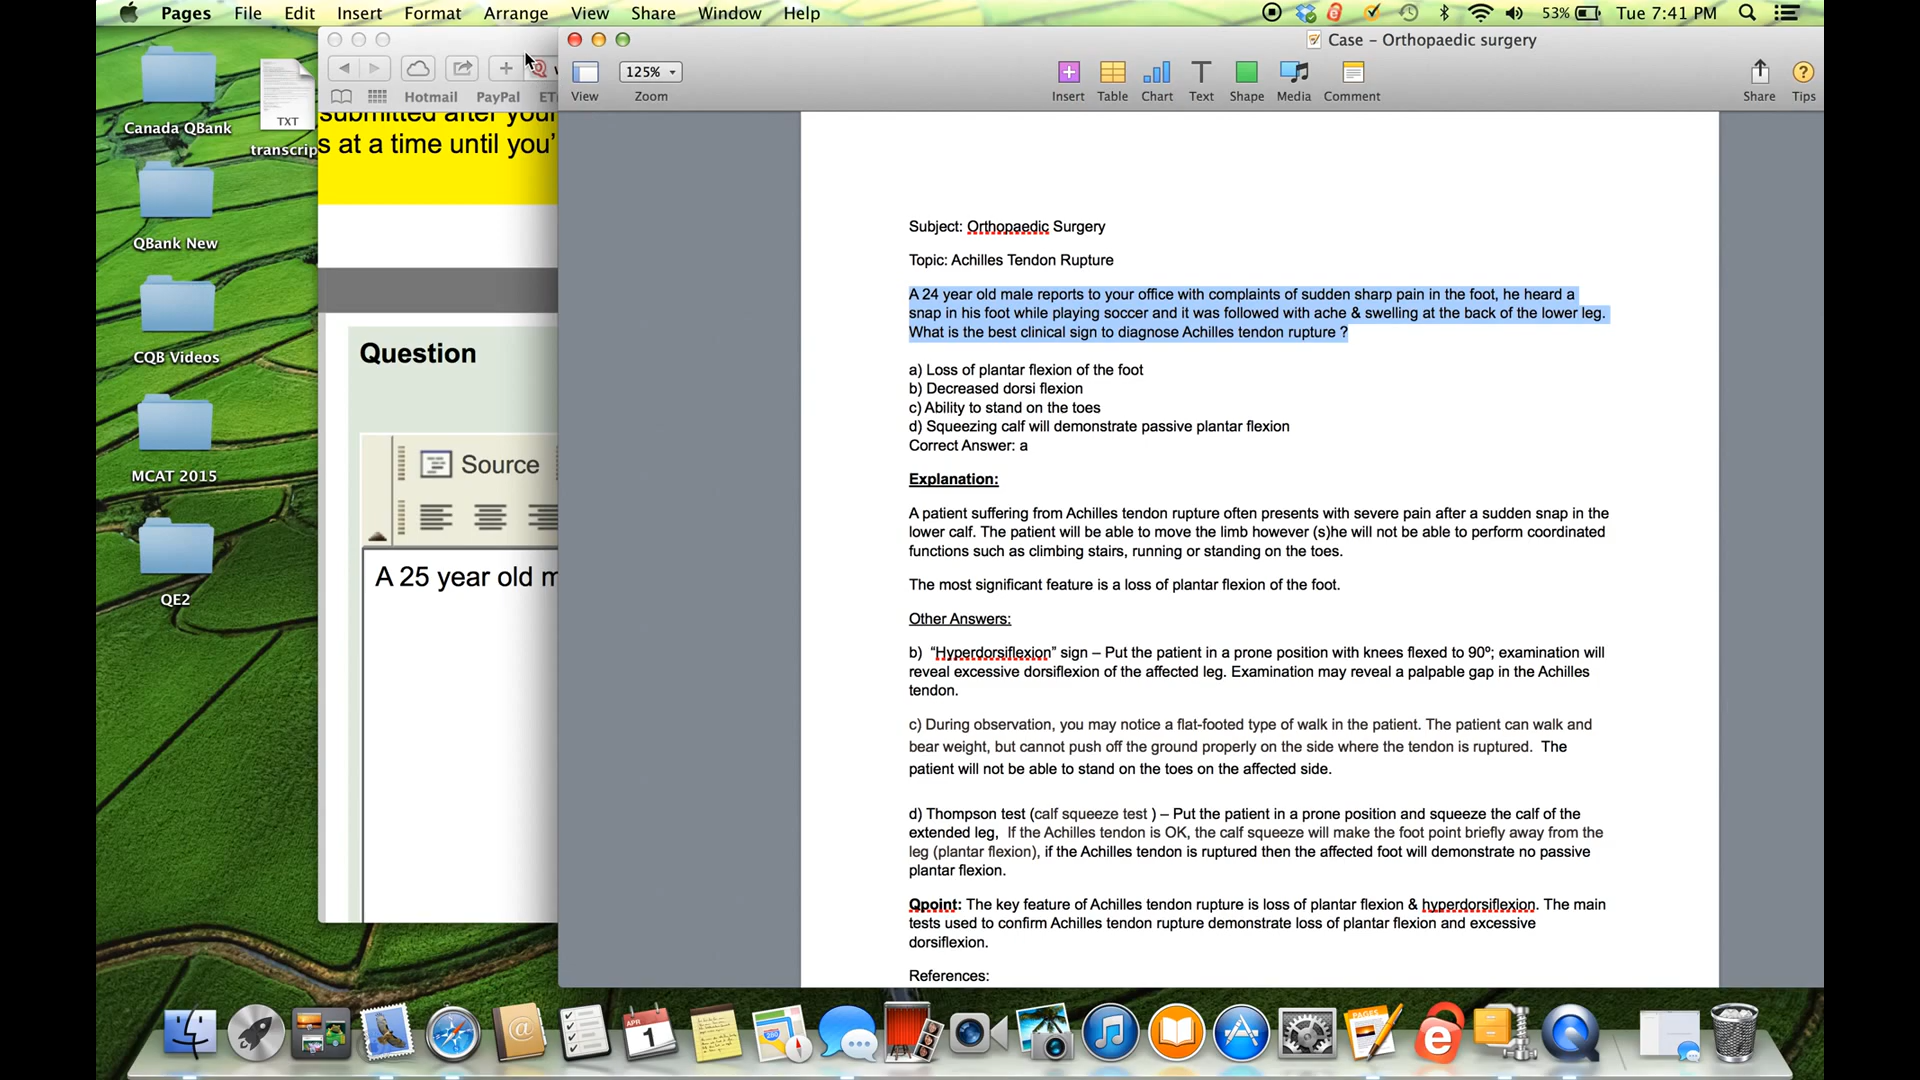 Pages File Edit Insert Format Arrange View Share Window Help 53% Tue 7:41 PM
Case - Orthopaedic surgery
125%
View Zoom Insert Table Chart Text Shape Media Comment Share Tips
Hotmail PayPal
Canada QBank
TXT
transcrip
QBank New
CQB Videos
MCAT 2015
QE2
submitted after your
s at a time until you'
Question
Source
A 25 year old m
Subject: Orthopaedic Surgery
Topic: Achilles Tendon Rupture
A 24 year old male reports to your office with complaints of sudden sharp pain in the foot, he heard a
snap in his foot while playing soccer and it was followed with ache & swelling at the back of the lower leg.
What is the best clinical sign to diagnose Achilles tendon rupture ?
a) Loss of plantar flexion of the foot
b) Decreased dorsi flexion
c) Ability to stand on the toes
d) Squeezing calf will demonstrate passive plantar flexion
Correct Answer: a
Explanation:
A patient suffering from Achilles tendon rupture often presents with severe pain after a sudden snap in the
lower calf. The patient will be able to move the limb however (s)he will not be able to perform coordinated
functions such as climbing stairs, running or standing on the toes.
The most significant feature is a loss of plantar flexion of the foot.
Other Answers:
b) “Hyperdorsiflexion” sign – Put the patient in a prone position with knees flexed to 90º; examination will
reveal excessive dorsiflexion of the affected leg. Examination may reveal a palpable gap in the Achilles
tendon.
c) During observation, you may notice a flat-footed type of walk in the patient. The patient can walk and
bear weight, but cannot push off the ground properly on the side where the tendon is ruptured. The
patient will not be able to stand on the toes on the affected side.
d) Thompson test (calf squeeze test ) – Put the patient in a prone position and squeeze the calf of the
extended leg, If the Achilles tendon is OK, the calf squeeze will make the foot point briefly away from the
leg (plantar flexion), if the Achilles tendon is ruptured then the affected foot will demonstrate no passive
plantar flexion.
Qpoint: The key feature of Achilles tendon rupture is loss of plantar flexion & hyperdorsiflexion. The main
tests used to confirm Achilles tendon rupture demonstrate loss of plantar flexion and excessive
dorsiflexion.
References:
APR
1